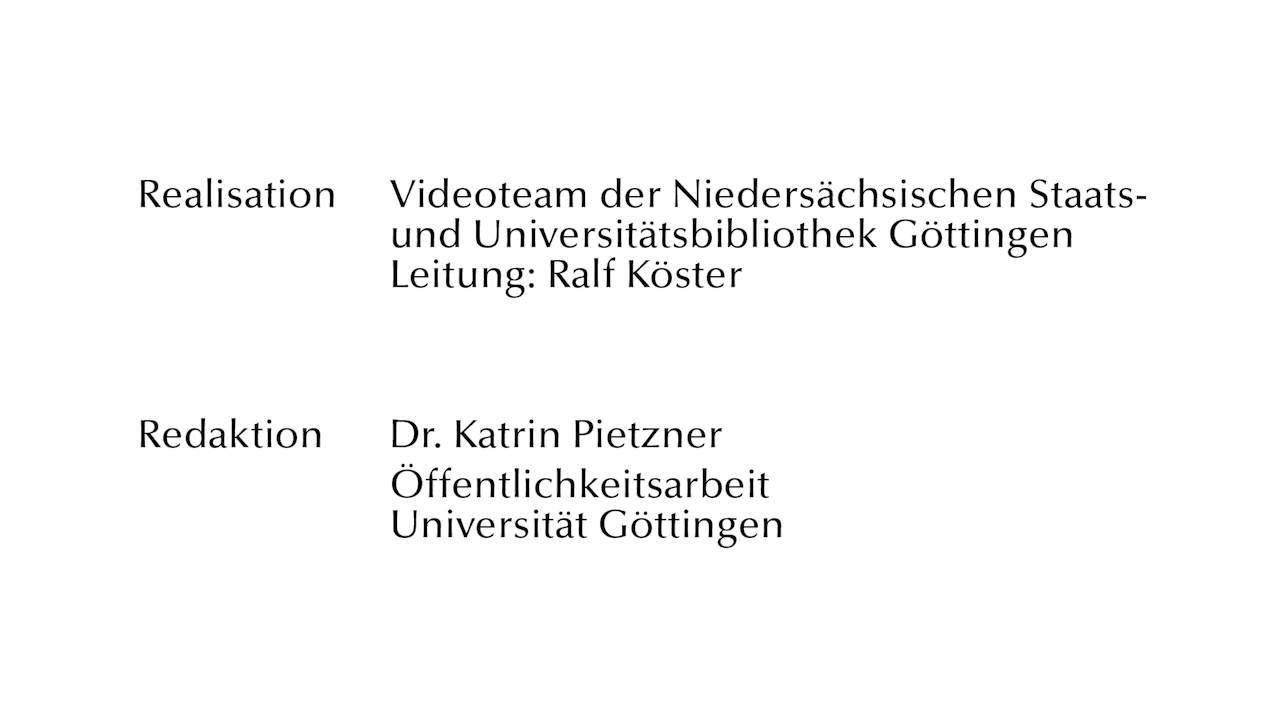 Realisation Videoteam der Niedersächsischen Staats-
und Universitätsbibliothek Göttingen
Leitung: Ralf Köster
Redaktion Dr. Katrin Pietzner
Öffentlichkeitsarbeit
Universität Göttingen